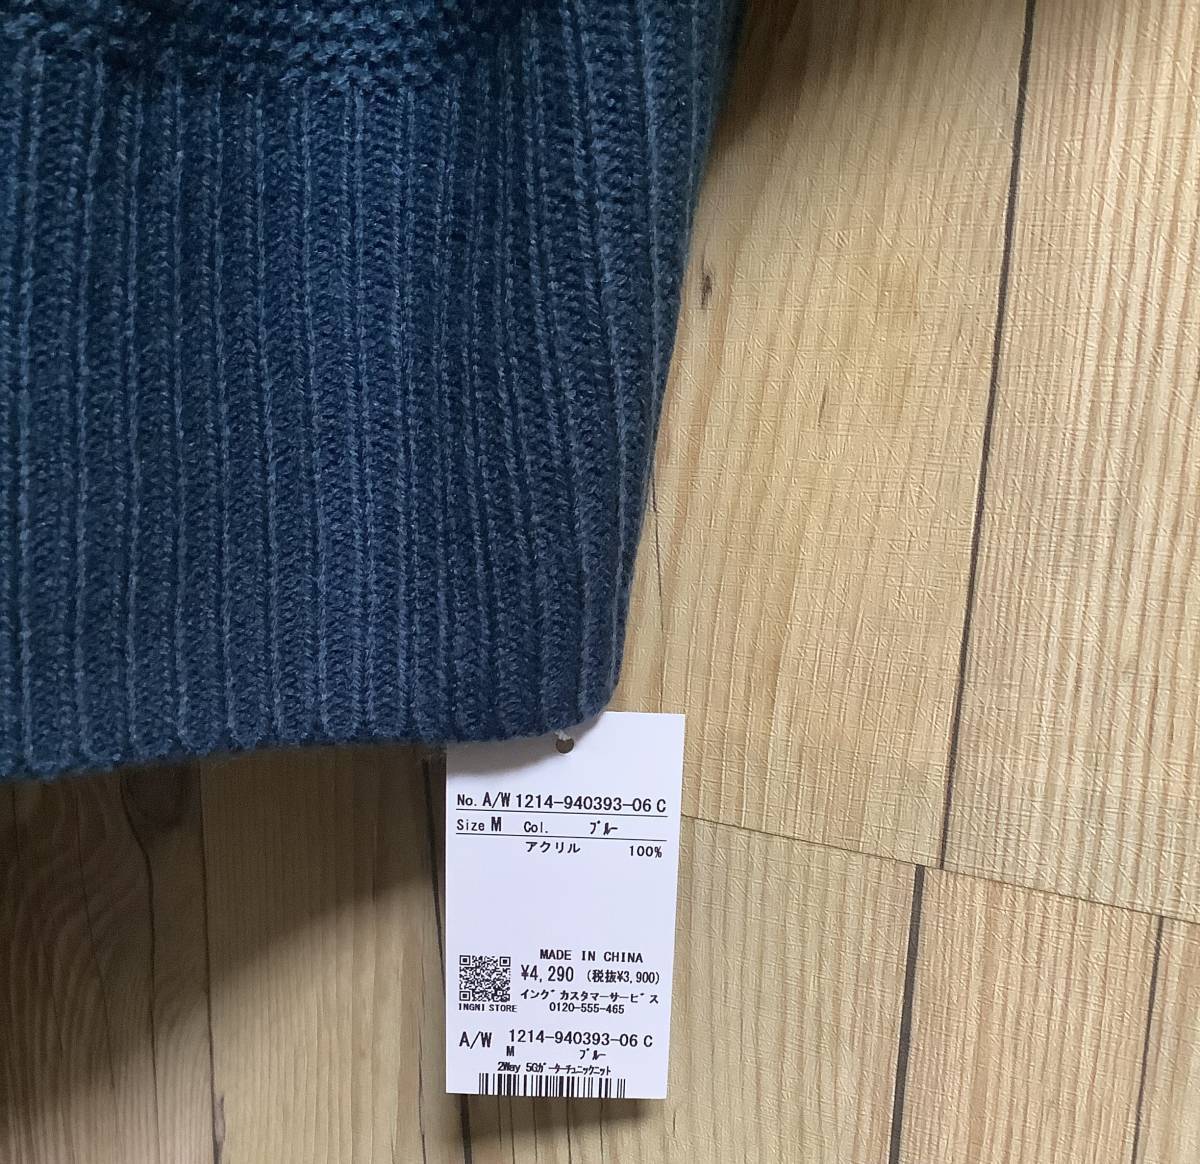 No. A/W 1214-940393-06 C
Size M Col. ﾌﾞﾙｰ
アクリル 100%
MADE IN CHINA
¥4,290 (税抜¥3,900)
イング カスタマーサービス
INGNI STORE 0120-555-465
A/W 1214-940393-06 C
M ﾌﾞﾙｰ
2Way 5Gｶﾞｰﾀｰﾁｭﾆｯｸﾆｯﾄ